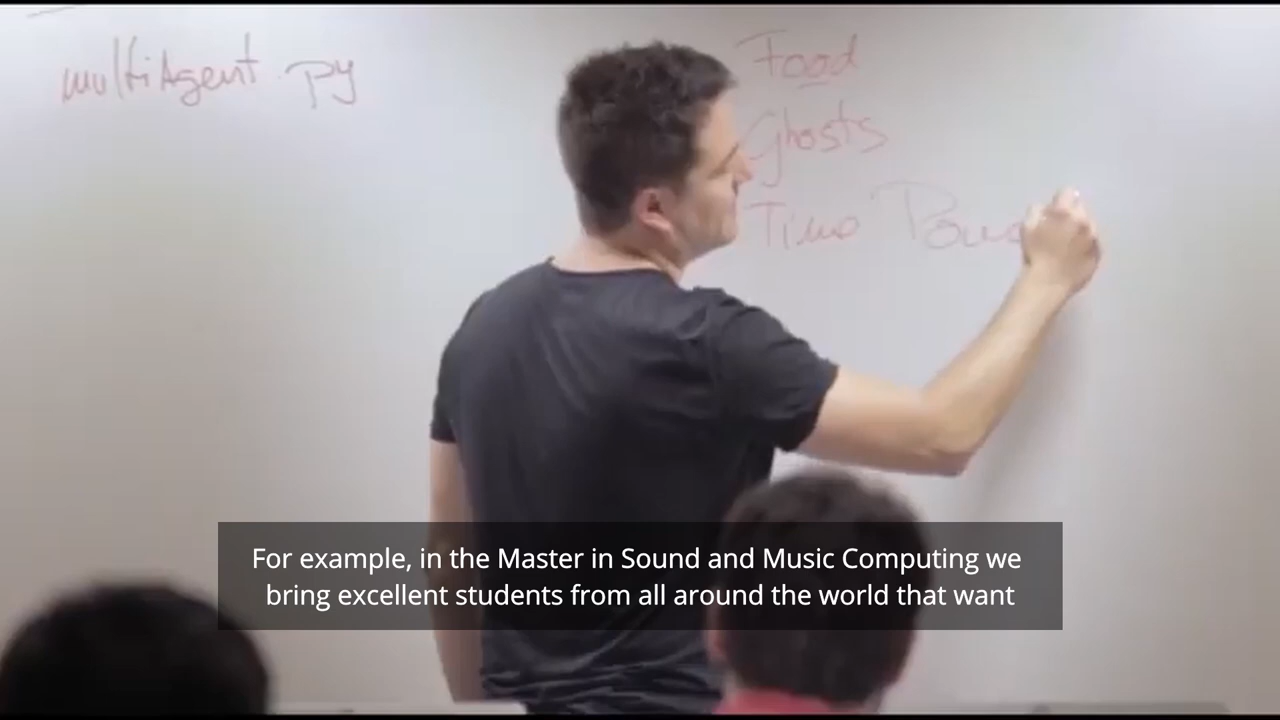 multiAgent.py
Food
Ghosts
Time Powe
For example, in the Master in Sound and Music Computing we
bring excellent students from all around the world that want